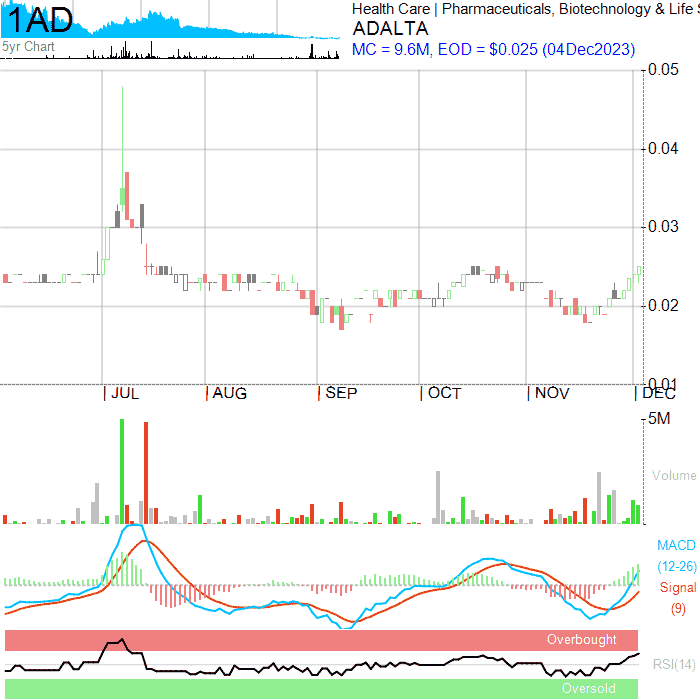 1AD
5yr Chart
Health Care | Pharmaceuticals, Biotechnology & Life S
ADALTA
MC = 9.6M, EOD = $0.025 (04Dec2023)
0.05
0.04
0.03
0.02
0.01
JUL AUG SEP OCT NOV DEC
5M
Volume
MACD
(12-26)
Signal
(9)
Overbought
RSI(14)
Oversold